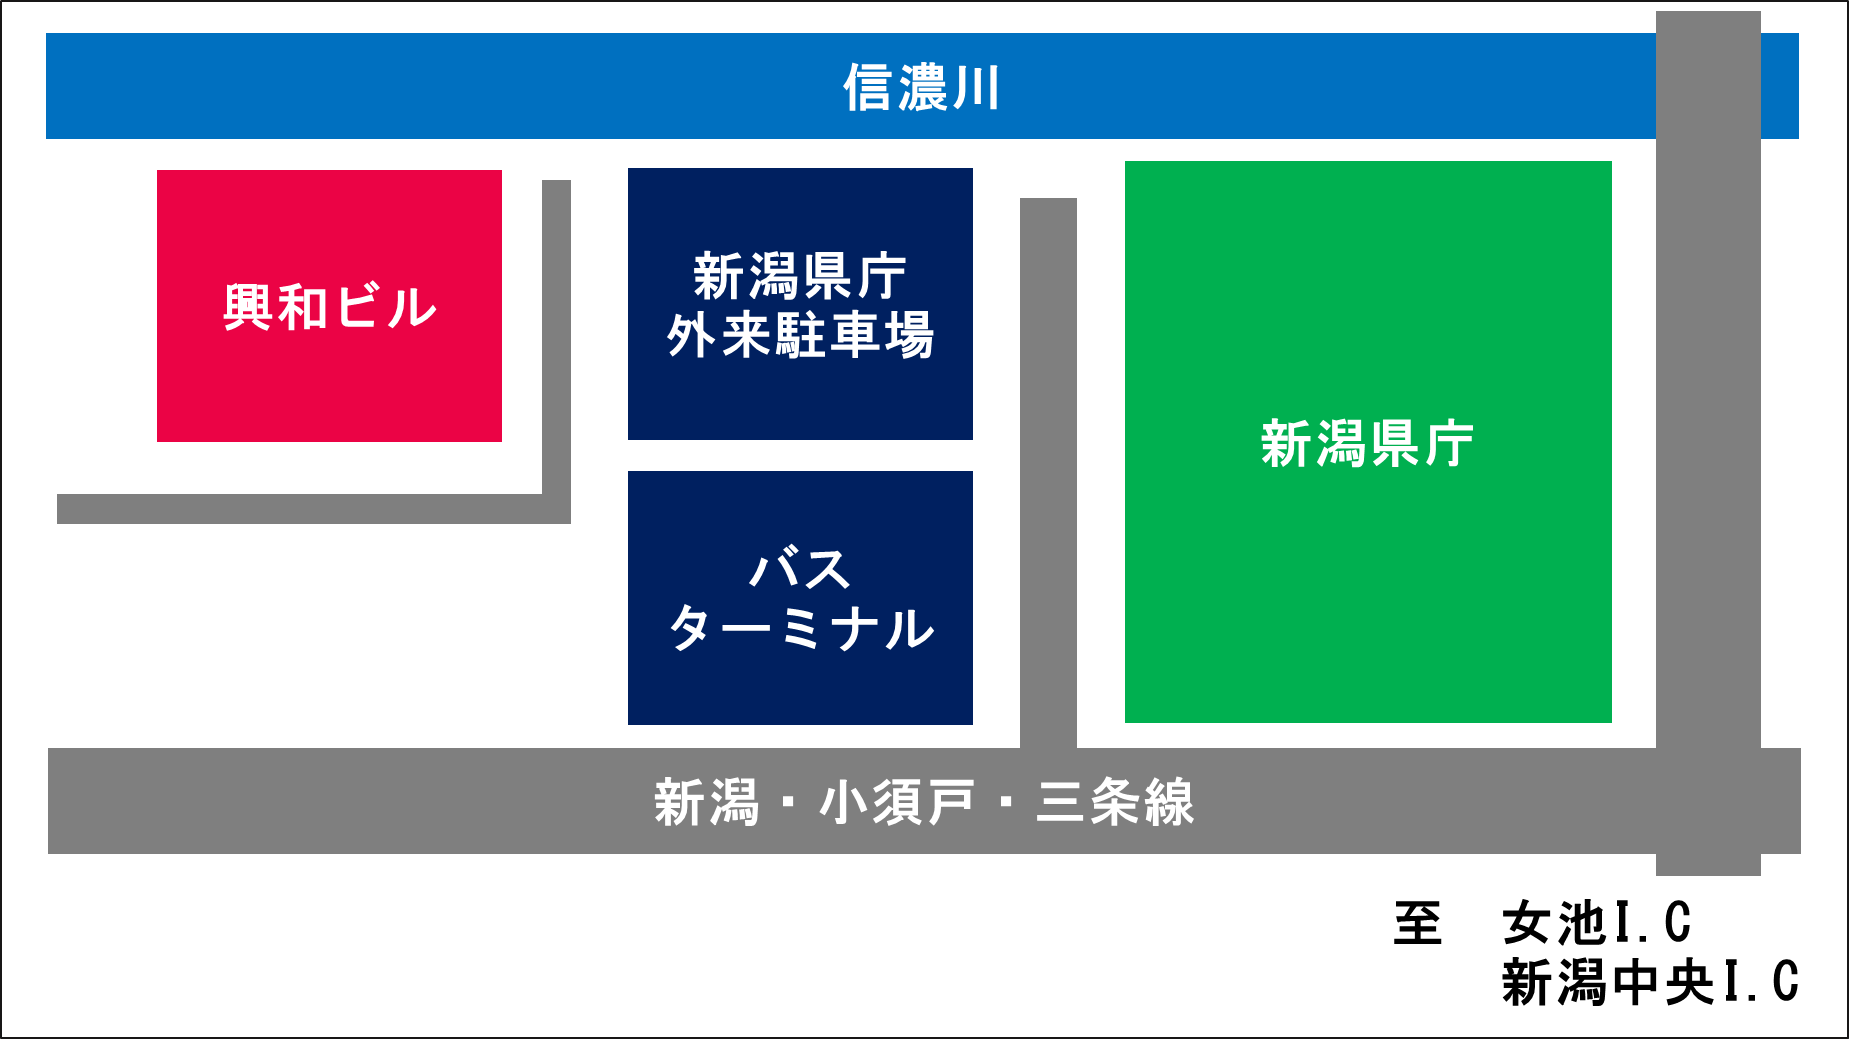 信濃川
興和ビル
新潟県庁
外来駐車場
新潟県庁
バス
ターミナル
新潟・小須戸・三条線
至　女池I.C
新潟中央I.C